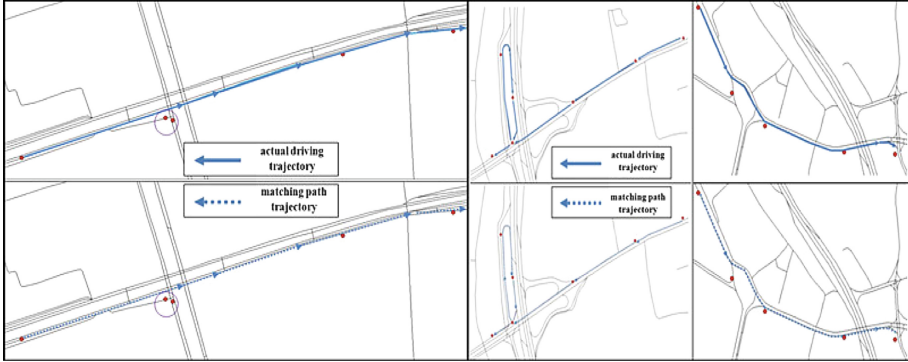 actual driving
trajectory
matching path
trajectory
actual driving
trajectory
matching path
trajectory